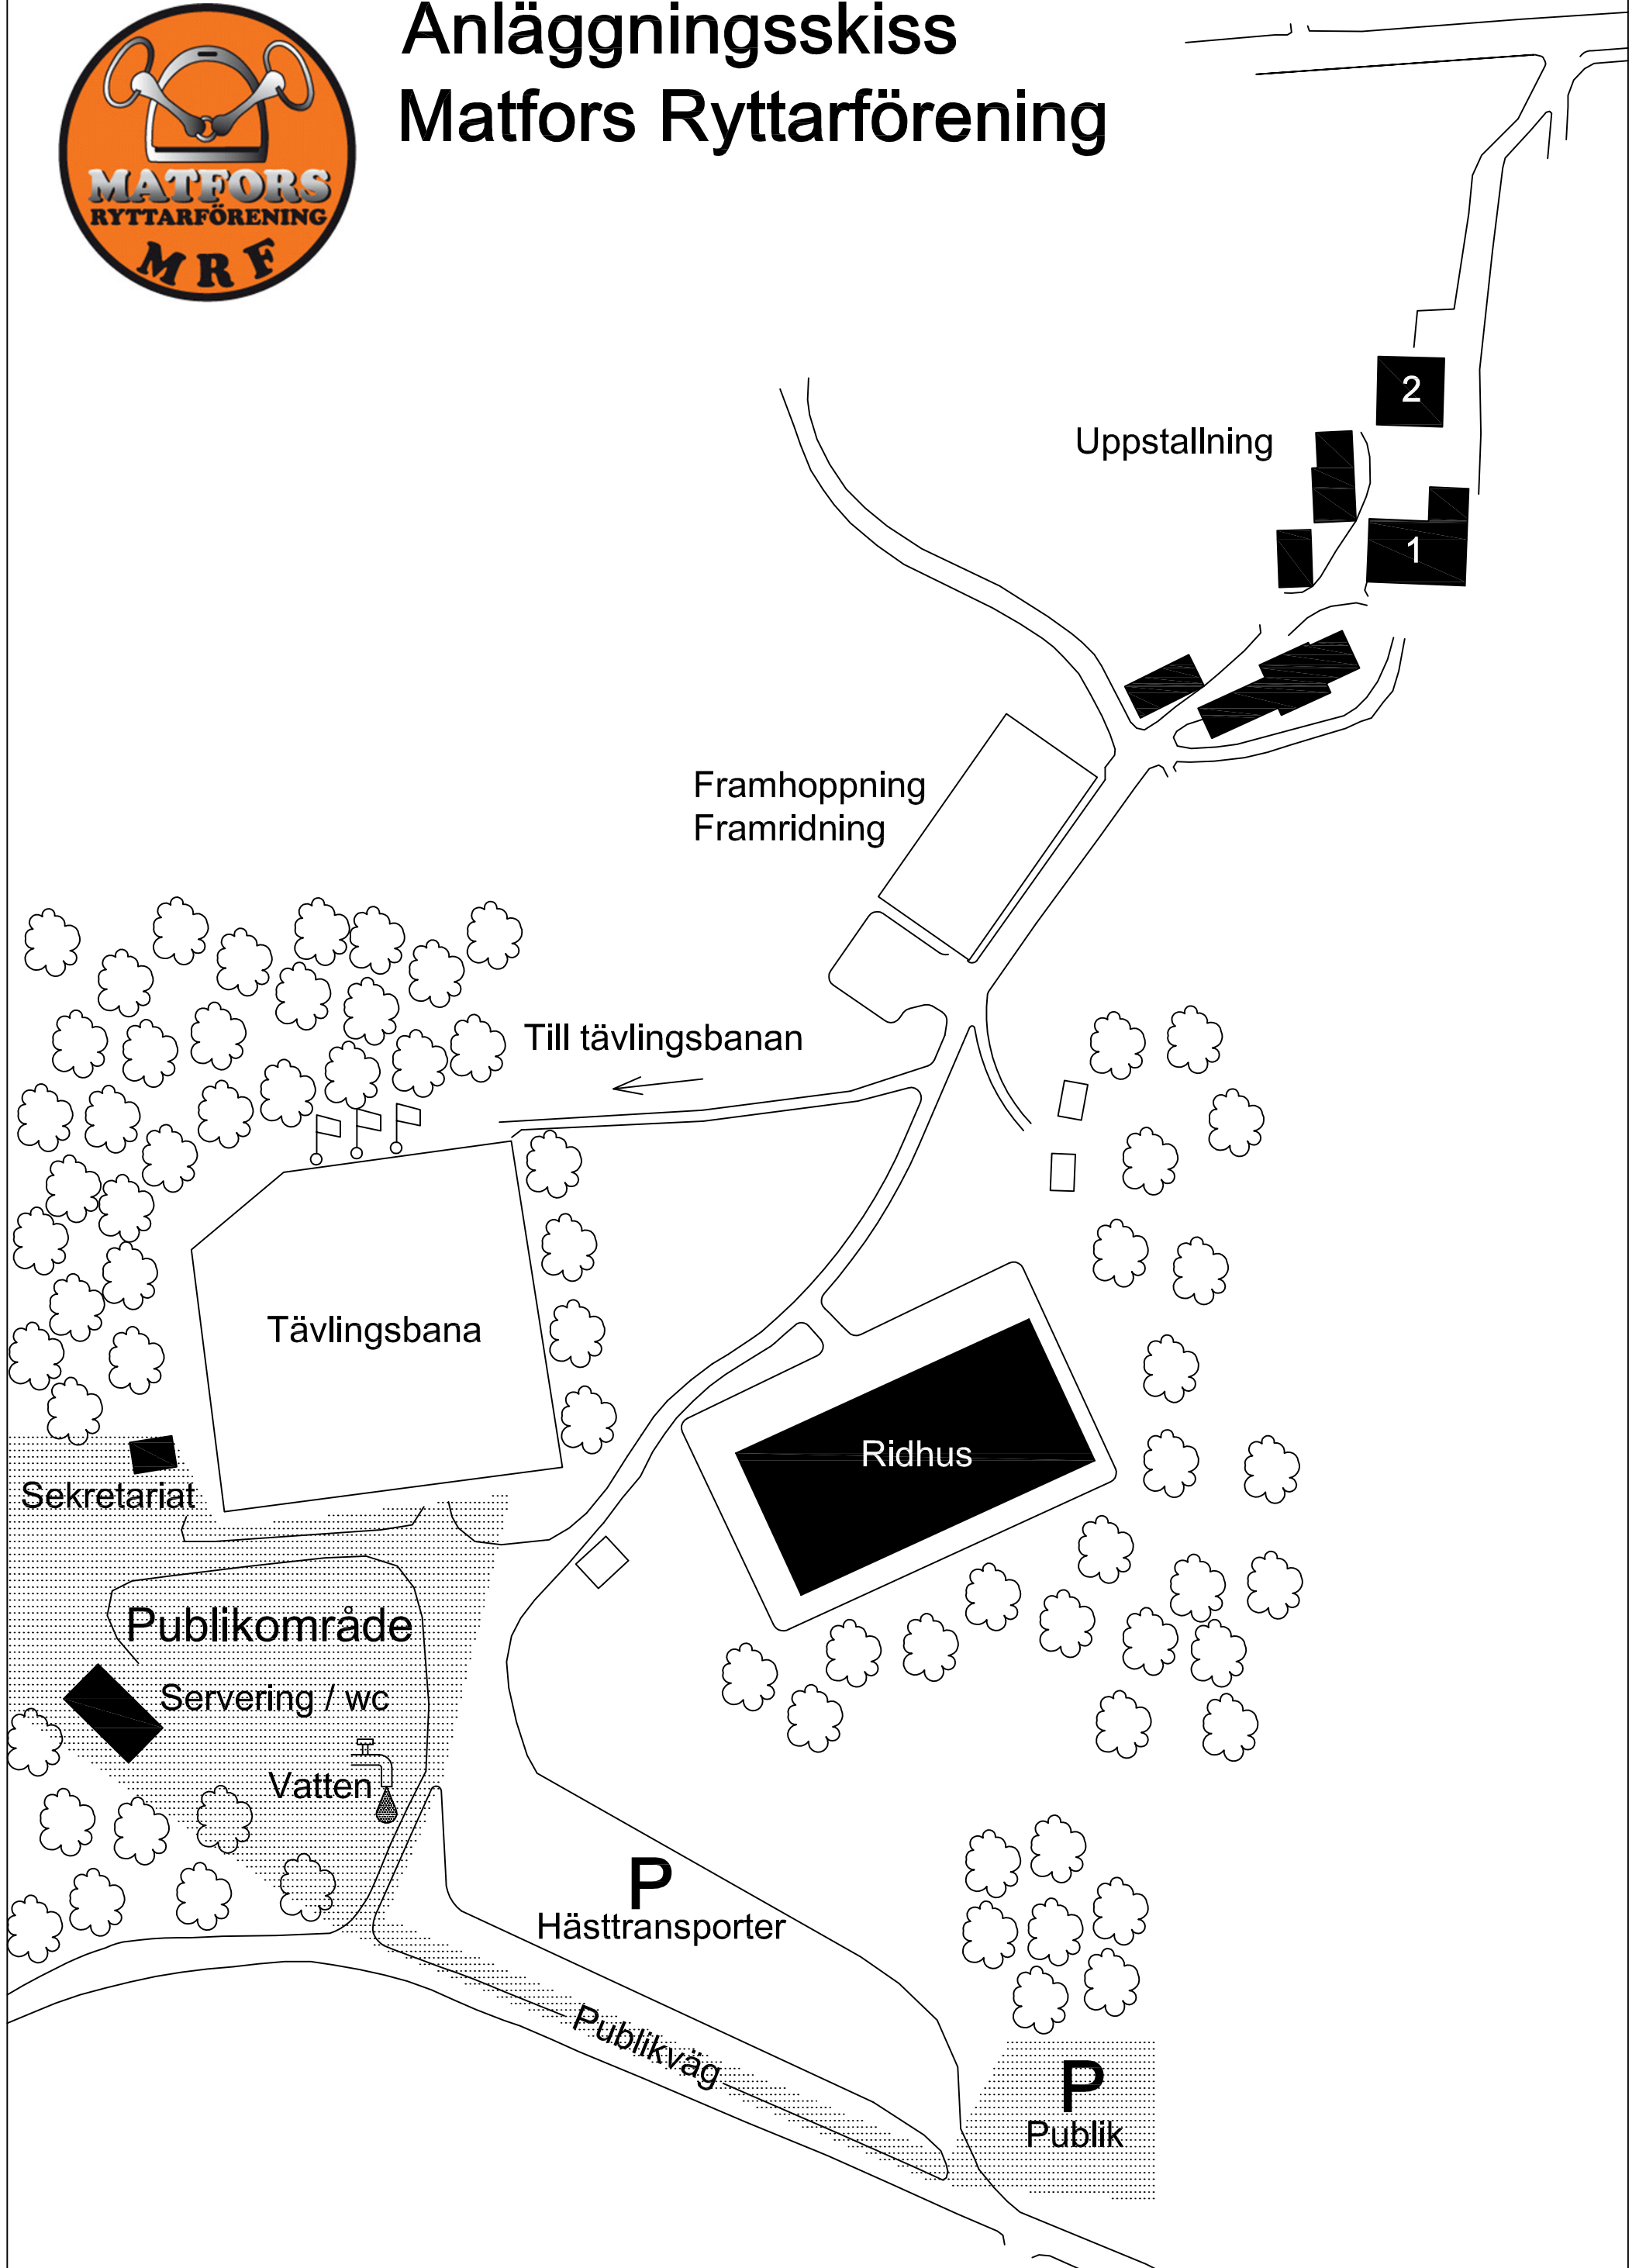 Anläggningsskiss
Matfors Ryttarförening
MATFORS
RYTTARFÖRENING
MRF
2
Uppstallning
1
Framhoppning
Framridning
Till tävlingsbanan
Tävlingsbana
Ridhus
Sekretariat
Publikområde
Servering / wc
Vatten
P
Hästtransporter
Publikväg
P
Publik